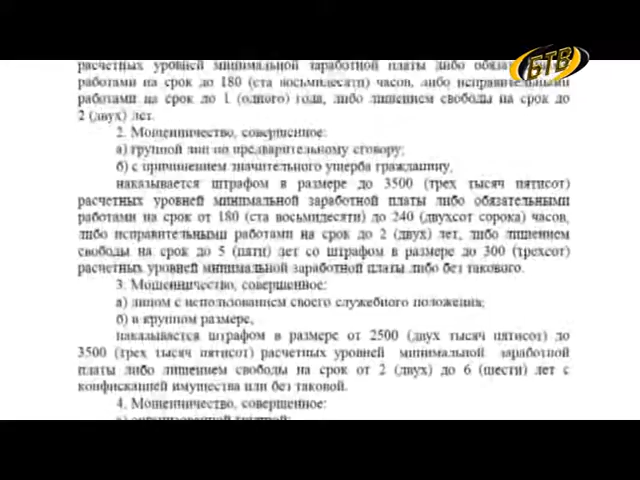 БТВ
расчетных уровней минимальной заработной платы либо
работами на срок до 180 (ста восьмидесяти) часов, либо исправительными
работами на срок до 1 (одного) года, либо лишением свободы на срок до
2 (двух) лет.
2. Мошенничество, совершенное:
а) группой лиц по предварительному сговору;
б) с причинением значительного ущерба гражданину,
наказывается штрафом в размере до 3500 (трех тысяч пятисот)
расчетных уровней минимальной заработной платы либо обязательными
работами на срок от 180 (ста восьмидесяти) до 240 (двухсот сорока) часов,
либо исправительными работами на срок до 2 (двух) лет, либо лишением
свободы на срок до 5 (пяти) лет со штрафом в размере до 300 (трехсот)
расчетных уровней минимальной заработной платы либо без такового.
3. Мошенничество, совершенное:
а) лицом с использованием своего служебного положения;
б) в крупном размере,
наказывается штрафом в размере от 2500 (двух тысяч пятисот) до
3500 (трех тысяч пятисот) расчетных уровней минимальной заработной
платы либо лишением свободы на срок от 2 (двух) до 6 (шести) лет с
конфискацией имущества или без таковой.
4. Мошенничество, совершенное: